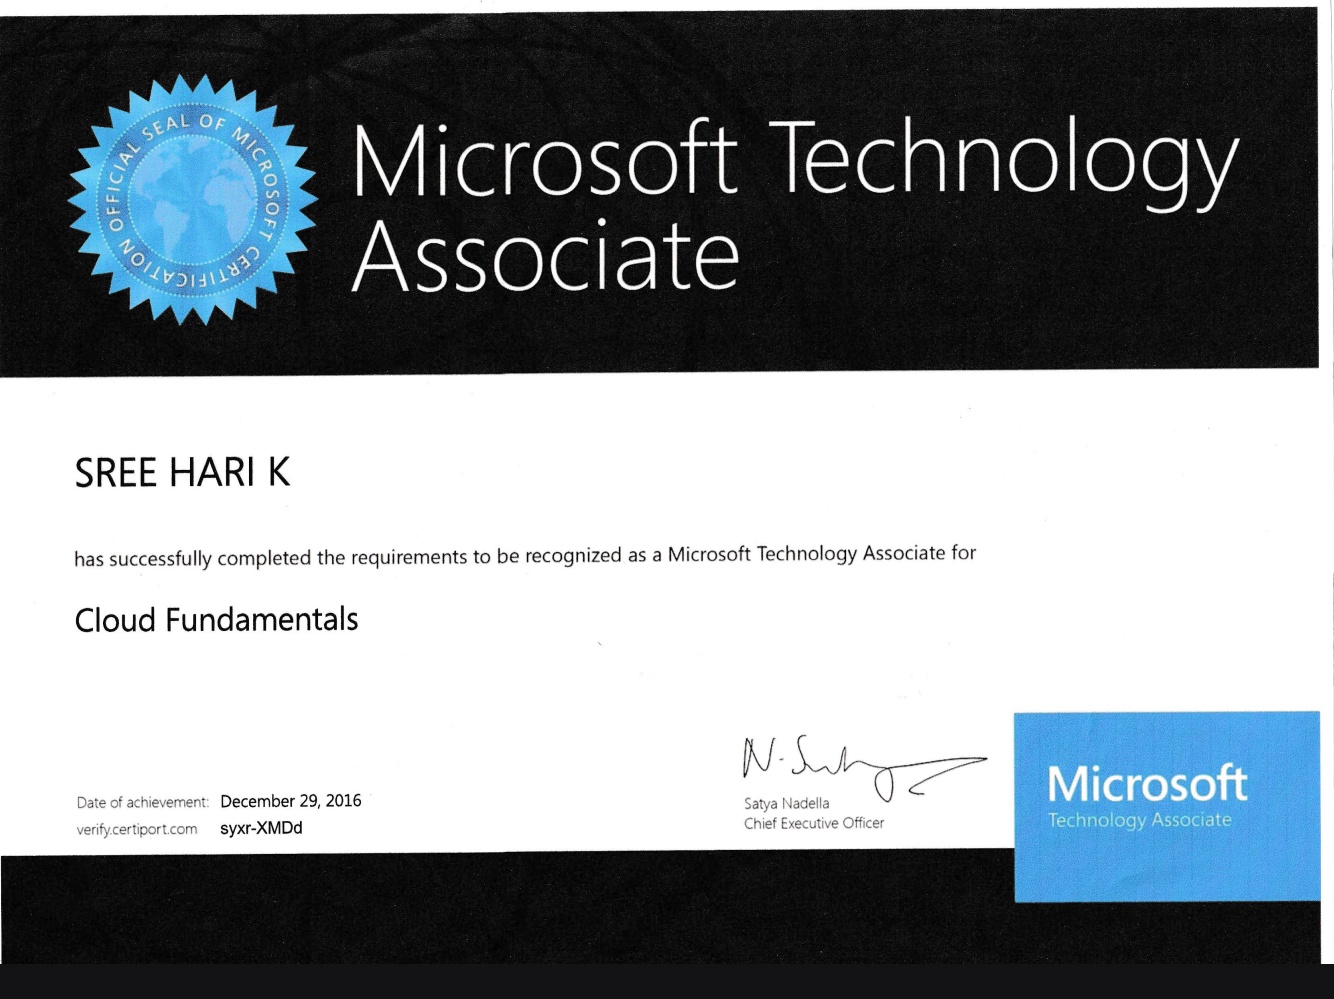 OFFICIAL SEAL OF MICROSOFT CERTIFICATION
Microsoft Technology
Associate
SREE HARI K
has successfully completed the requirements to be recognized as a Microsoft Technology Associate for
Cloud Fundamentals
Date of achievement: December 29, 2016
verify.certiport.com syxr-XMDd
N. Satya
Satya Nadella
Chief Executive Officer
Microsoft
Technology Associate